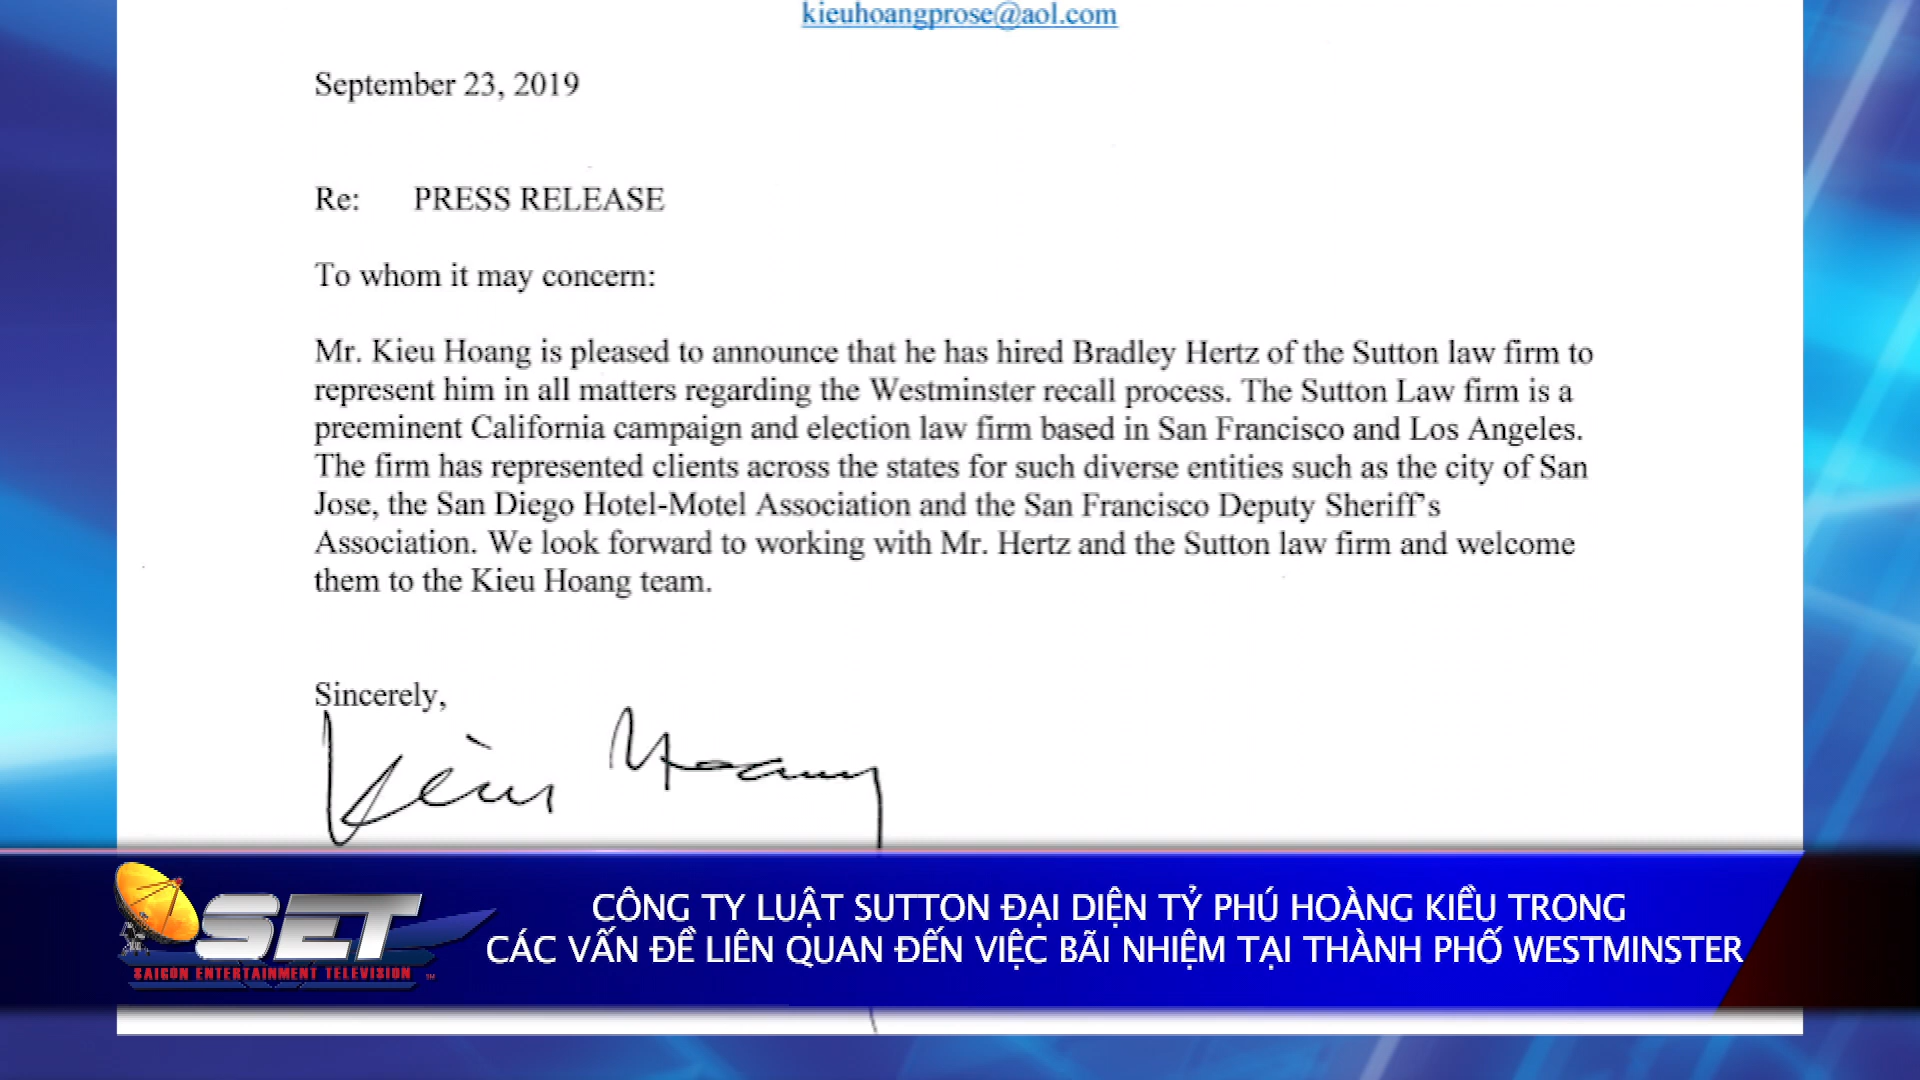 kieuhoangprose@aol.com
September 23, 2019
Re: PRESS RELEASE
To whom it may concern:
Mr. Kieu Hoang is pleased to announce that he has hired Bradley Hertz of the Sutton law firm to
represent him in all matters regarding the Westminster recall process. The Sutton Law firm is a
preeminent California campaign and election law firm based in San Francisco and Los Angeles.
The firm has represented clients across the states for such diverse entities such as the city of San
Jose, the San Diego Hotel-Motel Association and the San Francisco Deputy Sheriff's
Association. We look forward to working with Mr. Hertz and the Sutton law firm and welcome
them to the Kieu Hoang team.
Sincerely,
Kiều Hoang
SET
SAIGON ENTERTAINMENT TELEVISION ™
CÔNG TY LUẬT SUTTON ĐẠI DIỆN TỶ PHÚ HOÀNG KIỀU TRONG
CÁC VẤN ĐỀ LIÊN QUAN ĐẾN VIỆC BÃI NHIỆM TẠI THÀNH PHỐ WESTMINSTER